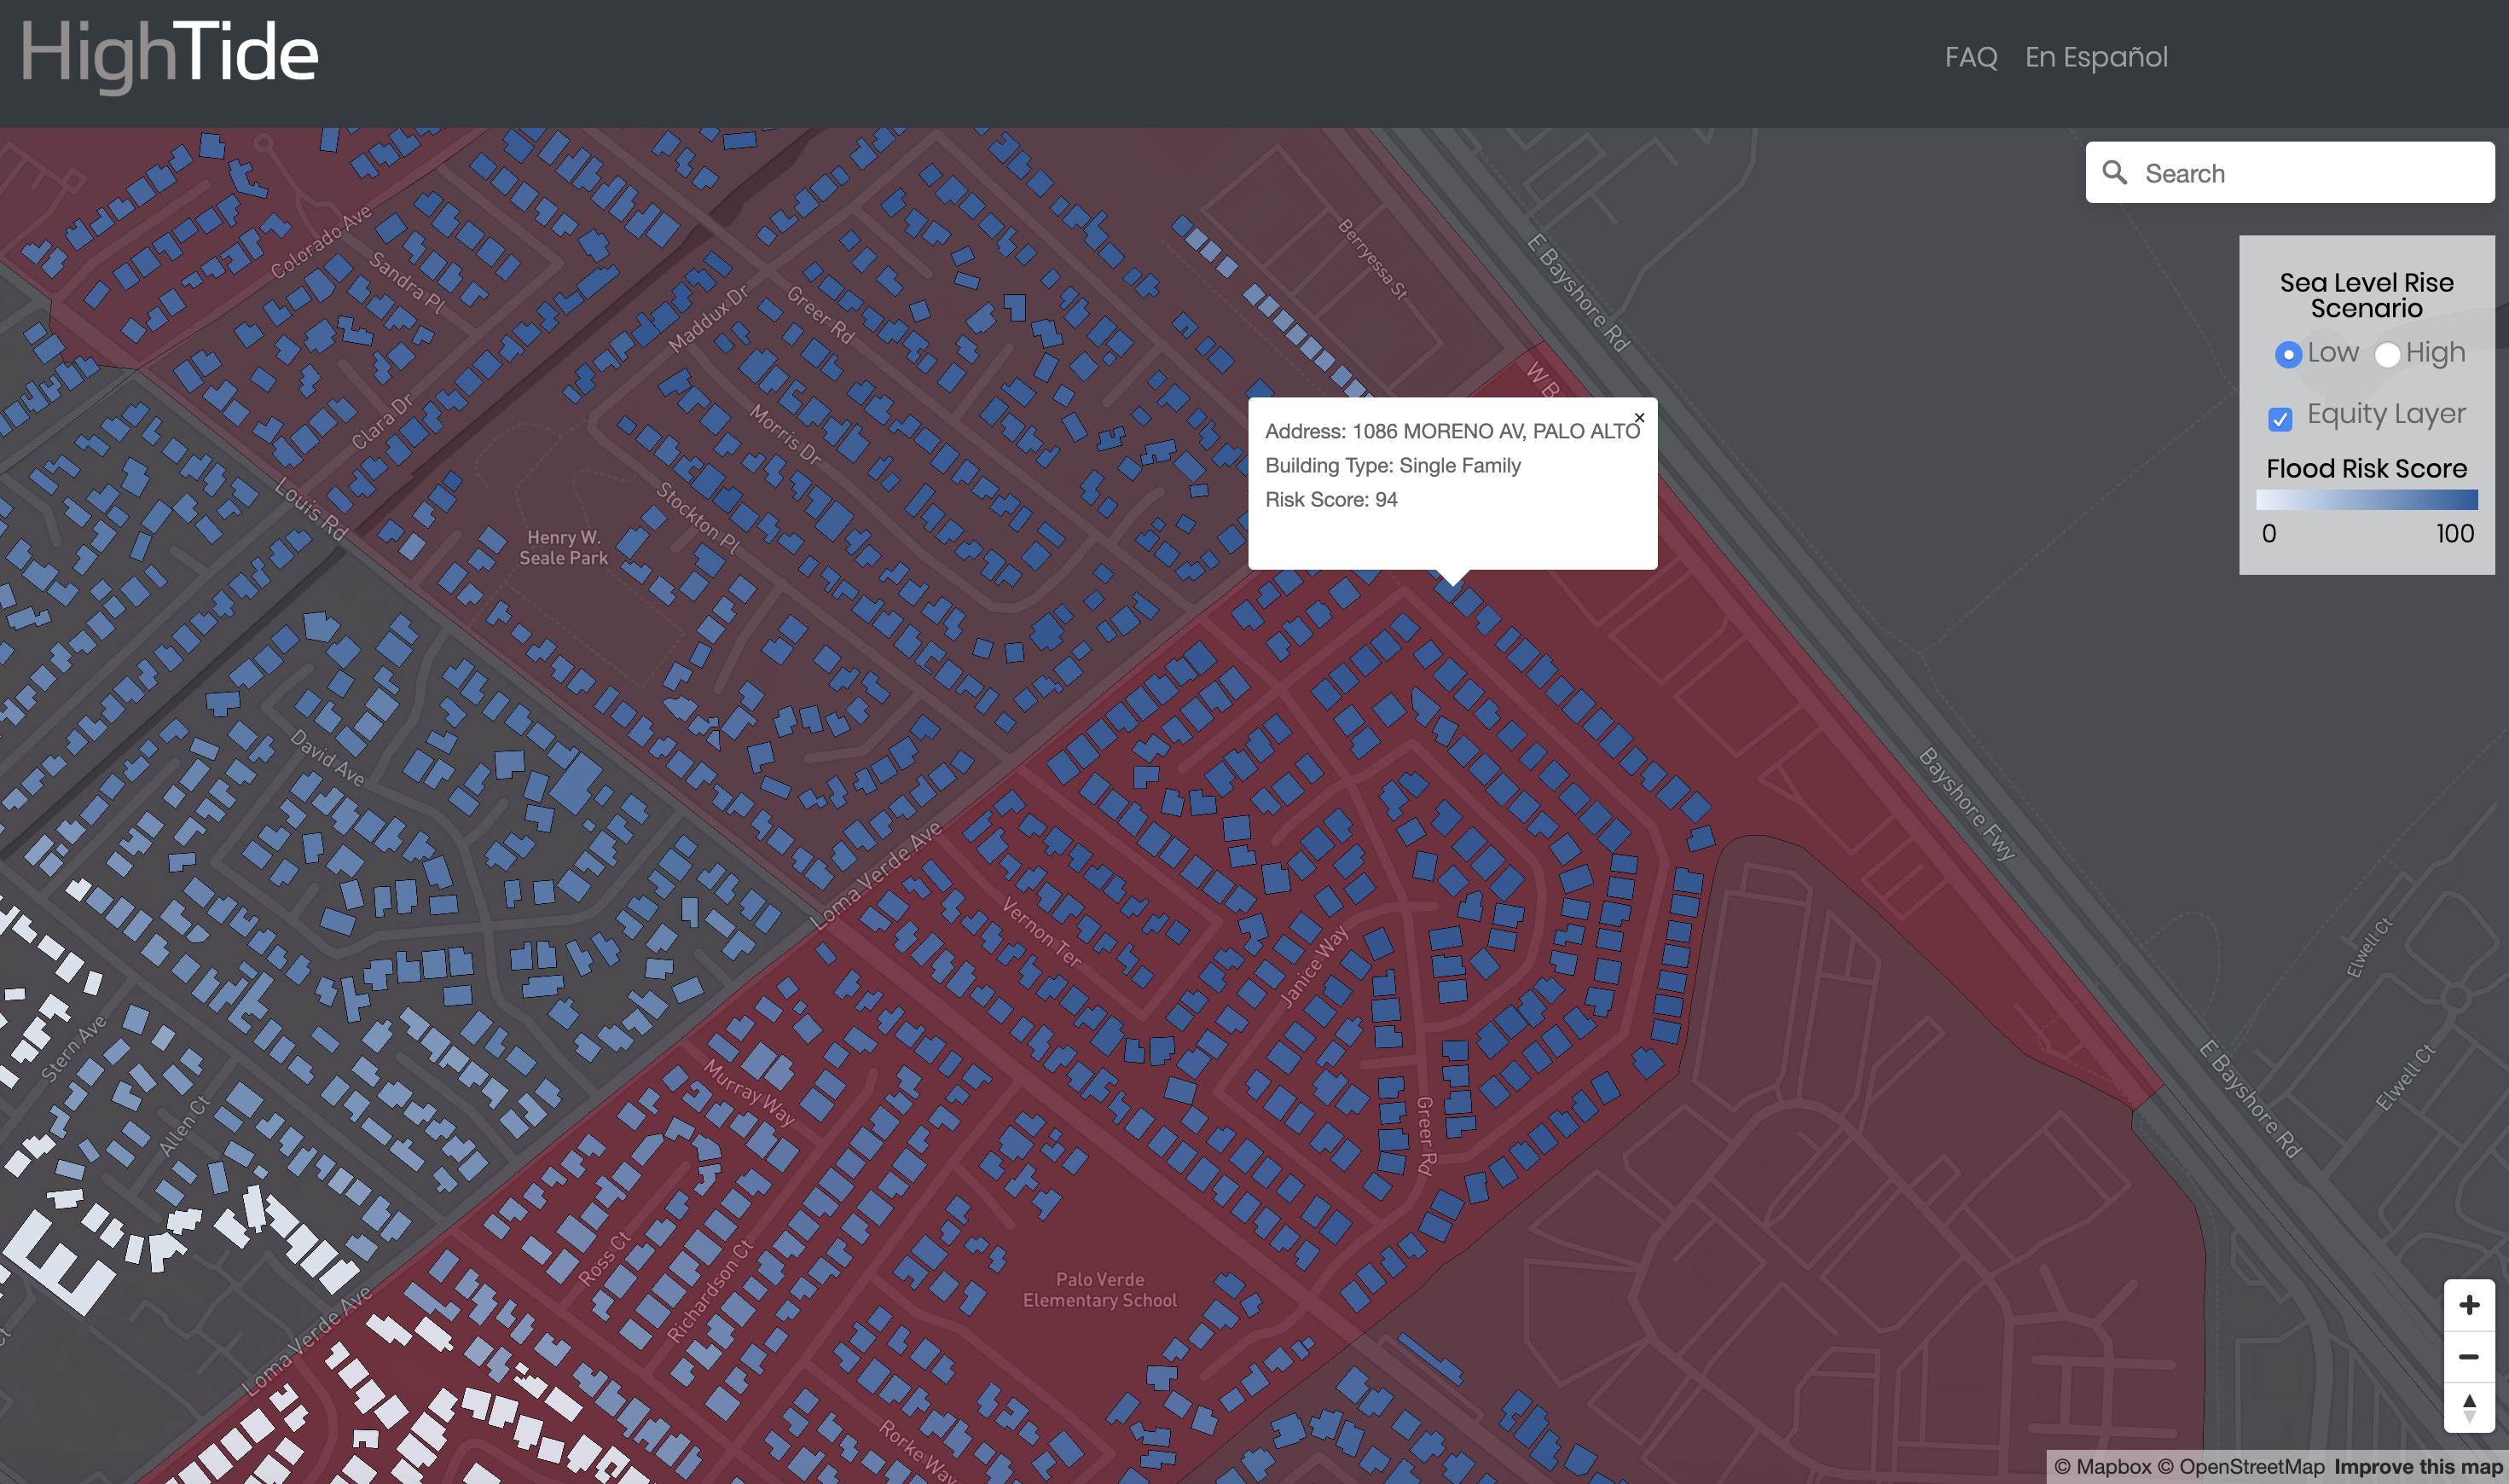 HighTide
FAQ En Español
Search
Sea Level Rise
Scenario
Low High
Equity Layer
Flood Risk Score
0 100
Address: 1086 MORENO AV, PALO ALTO ×
Building Type: Single Family
Risk Score: 94
Colorado Ave
Sandra Pl
Clara Dr
Louis Rd
Maddux Dr
Greer Rd
Morris Dr
Stockton Pl
Henry W.
Seale Park
Berryessa St
E Bayshore Rd
W B
David Ave
Loma Verde Ave
Vernon Ter
Janice Way
Bayshore Fwy
Elwell Ct
Elwell Ct
E Bayshore Rd
Stern Ave
Allen Ct
Murray Way
Greer Rd
Ross Ct
Richardson Ct
Palo Verde
Elementary School
Loma Verde Ave
Rorke Way
+
−
© Mapbox © OpenStreetMap Improve this map